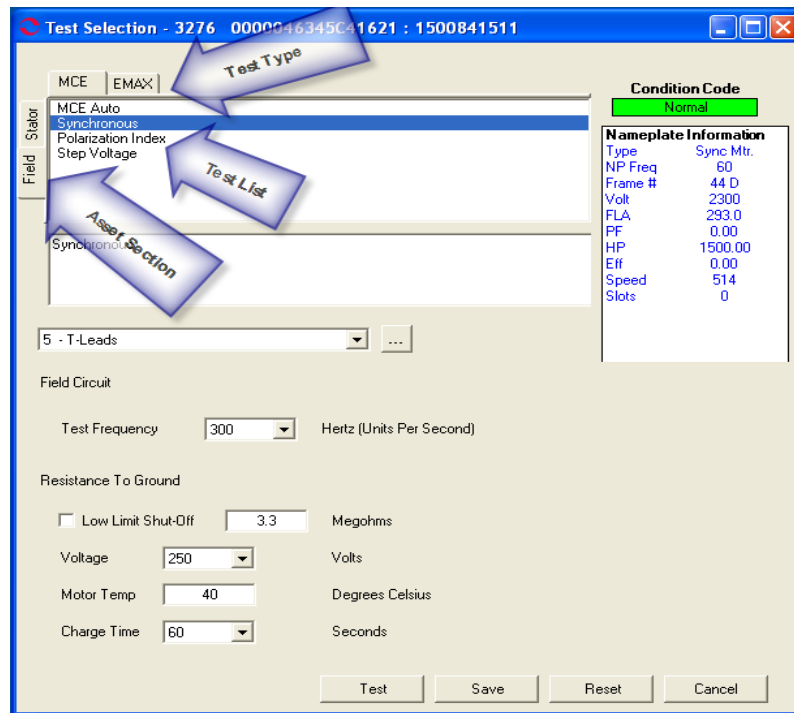 Test Selection - 3276 0000046345C41621 : 1500841511
Test Type
MCE
EMAX
Condition Code
Normal
Stator
Field
MCE Auto
Synchronous
Polarization Index
Step Voltage
Test List
Asset Section
Synchronous
Nameplate Information
Type Sync Mtr.
NP Freq 60
Frame # 44 D
Volt 2300
FLA 293.0
PF 0.00
HP 1500.00
Eff 0.00
Speed 514
Slots 0
5 - T-Leads
...
Field Circuit
Test Frequency 300 Hertz (Units Per Second)
Resistance To Ground
Low Limit Shut-Off 3.3 Megohms
Voltage 250 Volts
Motor Temp 40 Degrees Celsius
Charge Time 60 Seconds
Test Save Reset Cancel